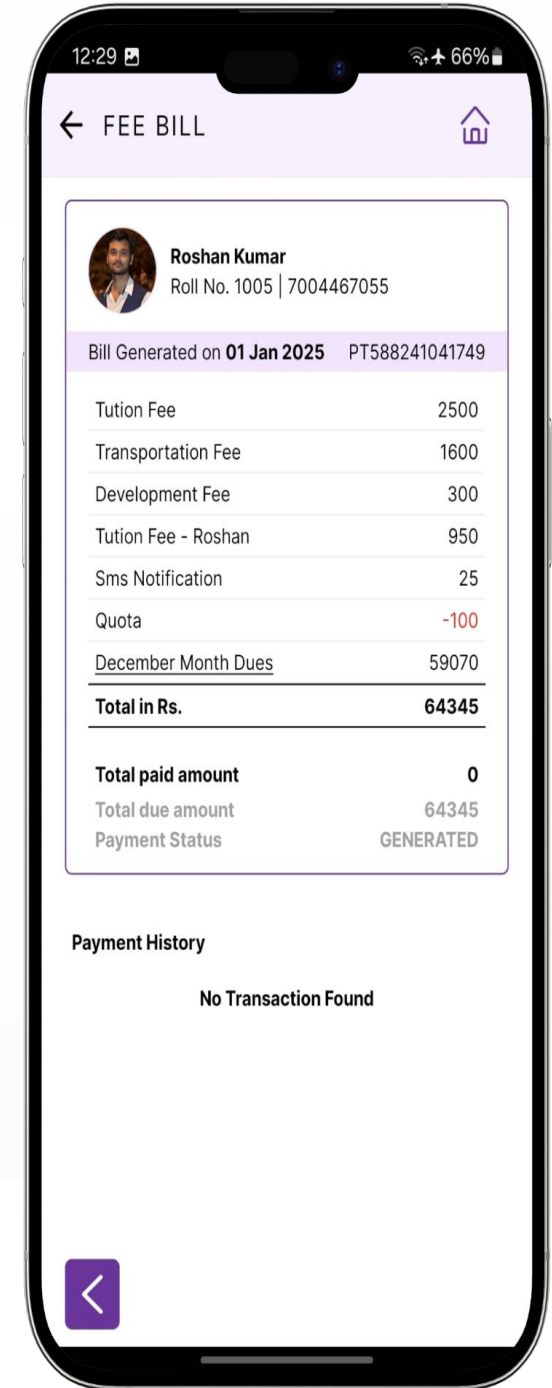 12:29 66%
FEE BILL
Roshan Kumar
Roll No. 1005 | 7004467055
Bill Generated on 01 Jan 2025 PT588241041749
Tution Fee 2500
Transportation Fee 1600
Development Fee 300
Tution Fee - Roshan 950
Sms Notification 25
Quota -100
December Month Dues 59070
Total in Rs. 64345
Total paid amount 0
Total due amount 64345
Payment Status GENERATED
Payment History
No Transaction Found